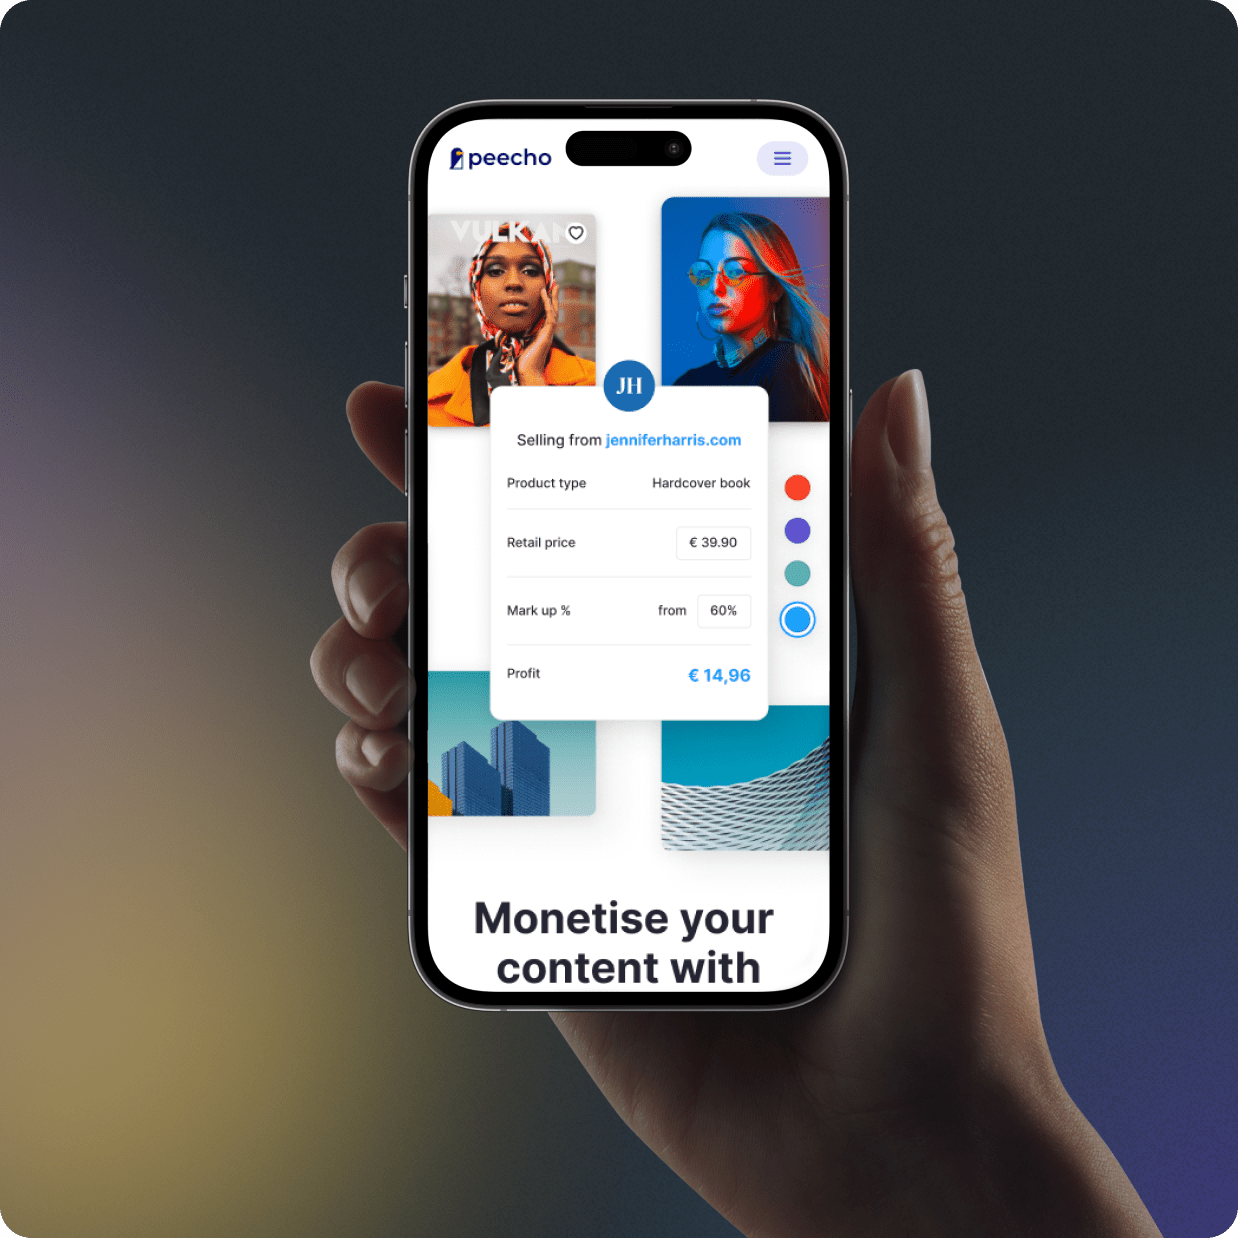 peecho
VULKAN
JH
Selling from jenniferharris.com
Product type Hardcover book
Retail price € 39.90
Mark up % from 60%
Profit € 14,96
Monetise your
content with